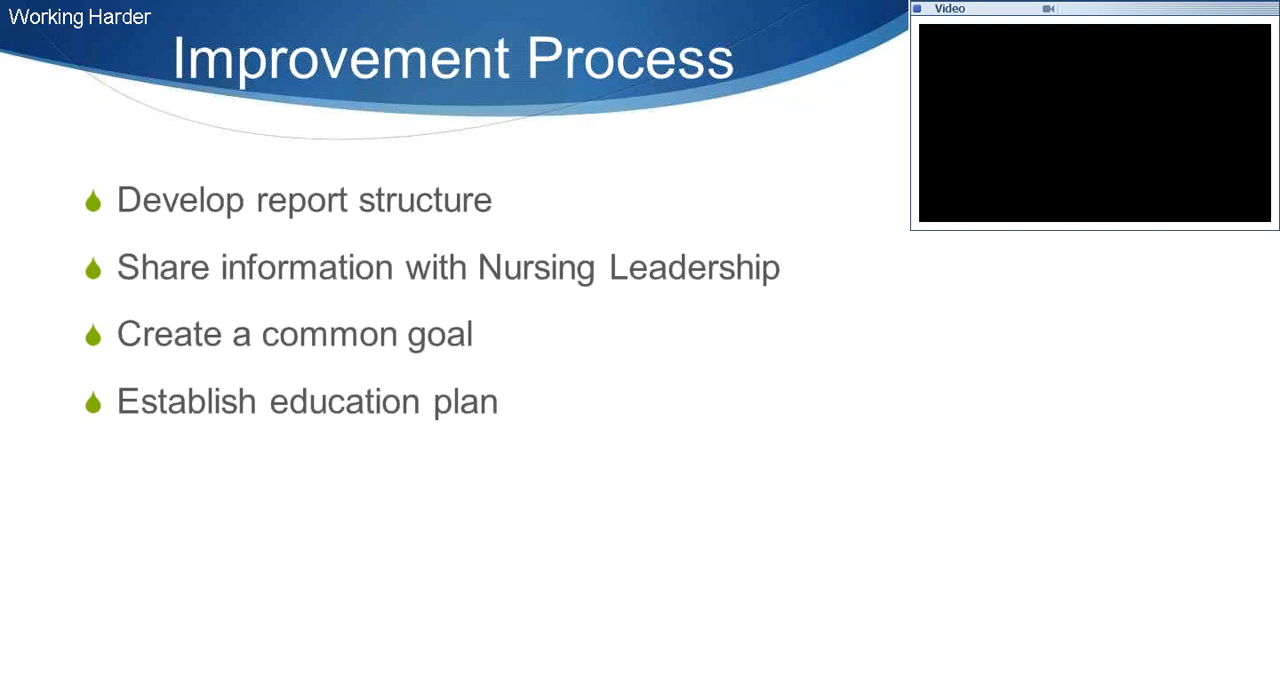 Working Harder
Improvement Process
Video
Develop report structure
Share information with Nursing Leadership
Create a common goal
Establish education plan